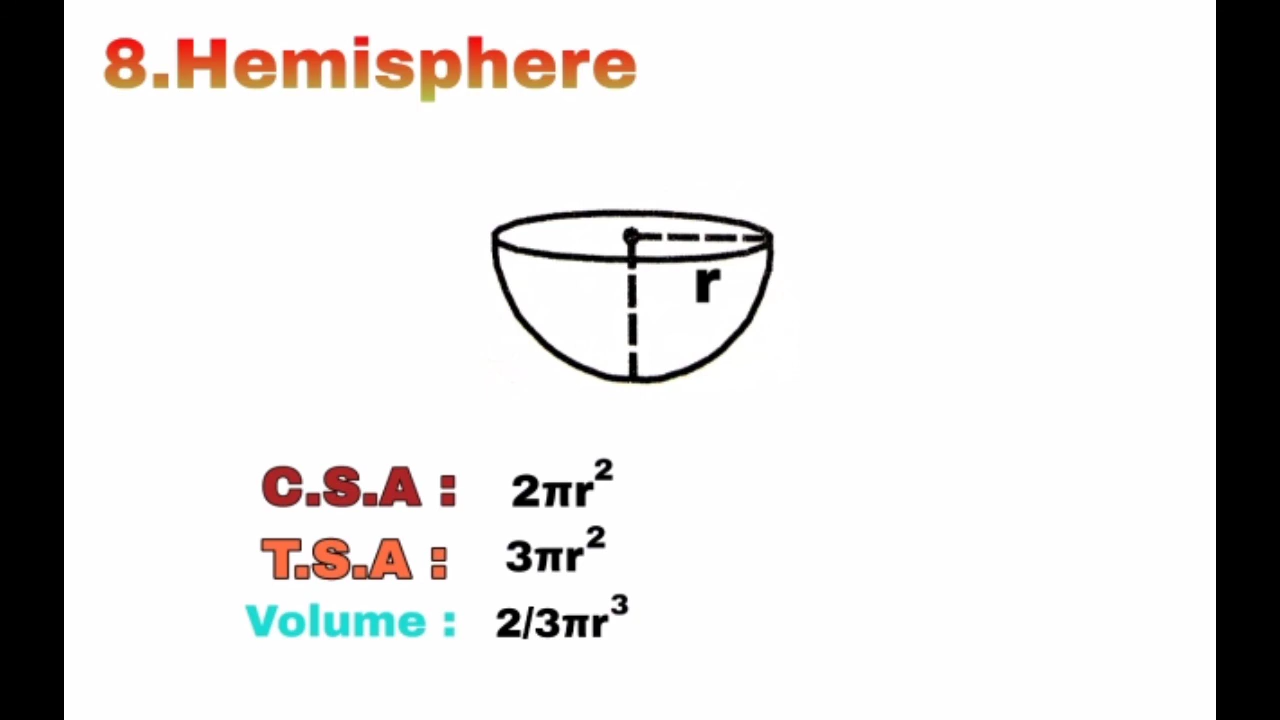 8.Hemisphere
r
C.S.A : 2πr²
T.S.A : 3πr²
Volume : 2/3πr³